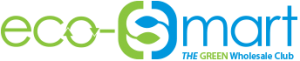 eco-Smart
THE GREEN Wholesale Club